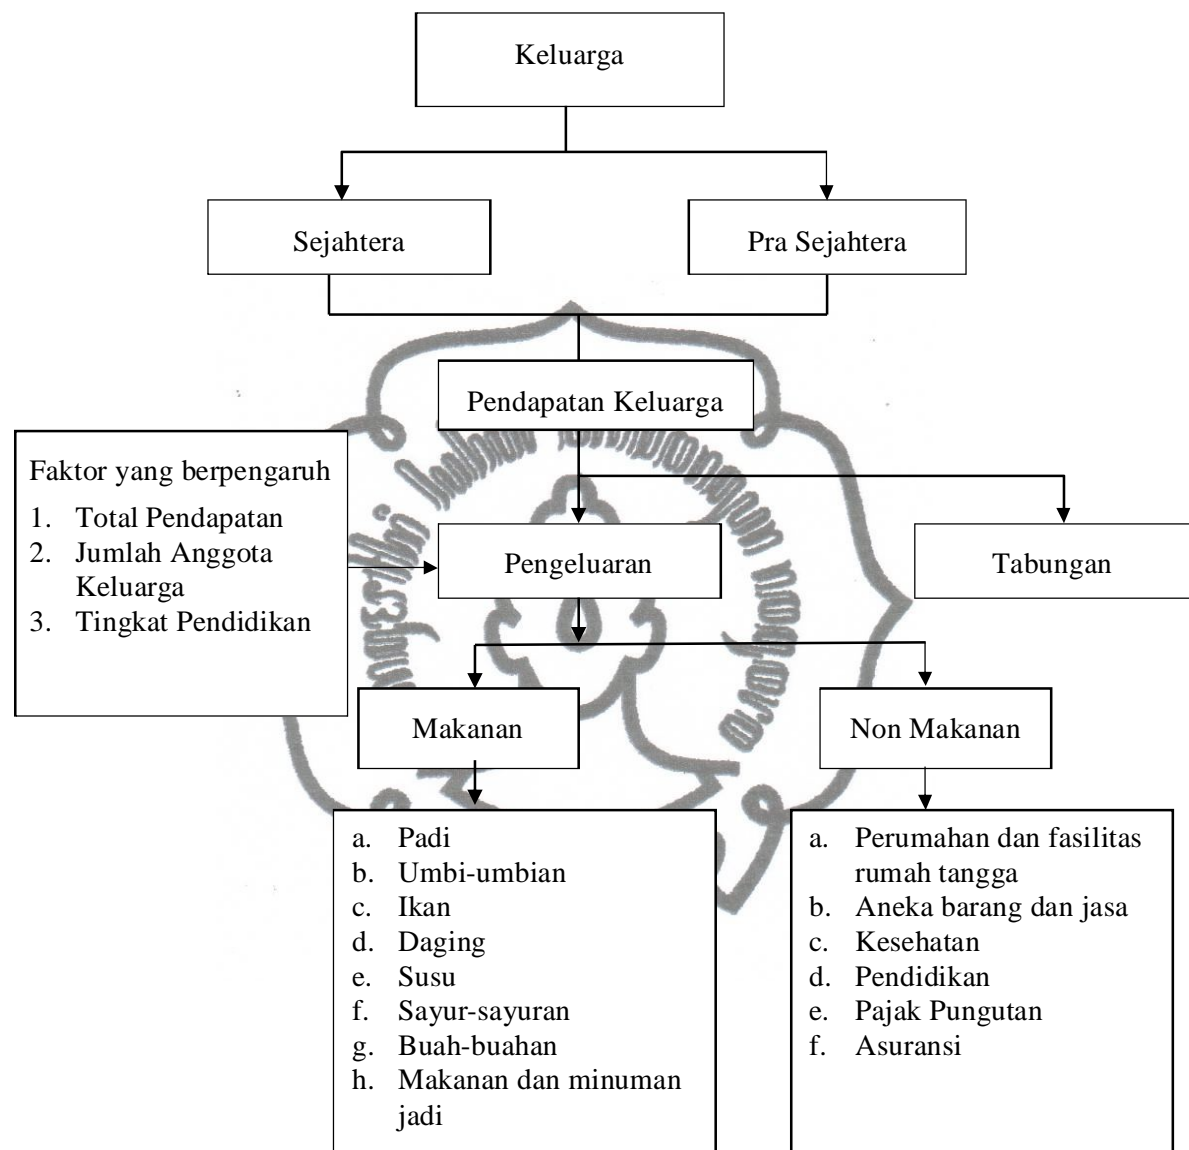 Keluarga
Sejahtera
Pra Sejahtera
Pendapatan Keluarga
Faktor yang berpengaruh
1. Total Pendapatan
2. Jumlah Anggota
Keluarga
3. Tingkat Pendidikan
Pengeluaran
Tabungan
Makanan
Non Makanan
a. Padi
b. Umbi-umbian
c. Ikan
d. Daging
e. Susu
f. Sayur-sayuran
g. Buah-buahan
h. Makanan dan minuman
jadi
a. Perumahan dan fasilitas
rumah tangga
b. Aneka barang dan jasa
c. Kesehatan
d. Pendidikan
e. Pajak Pungutan
f. Asuransi